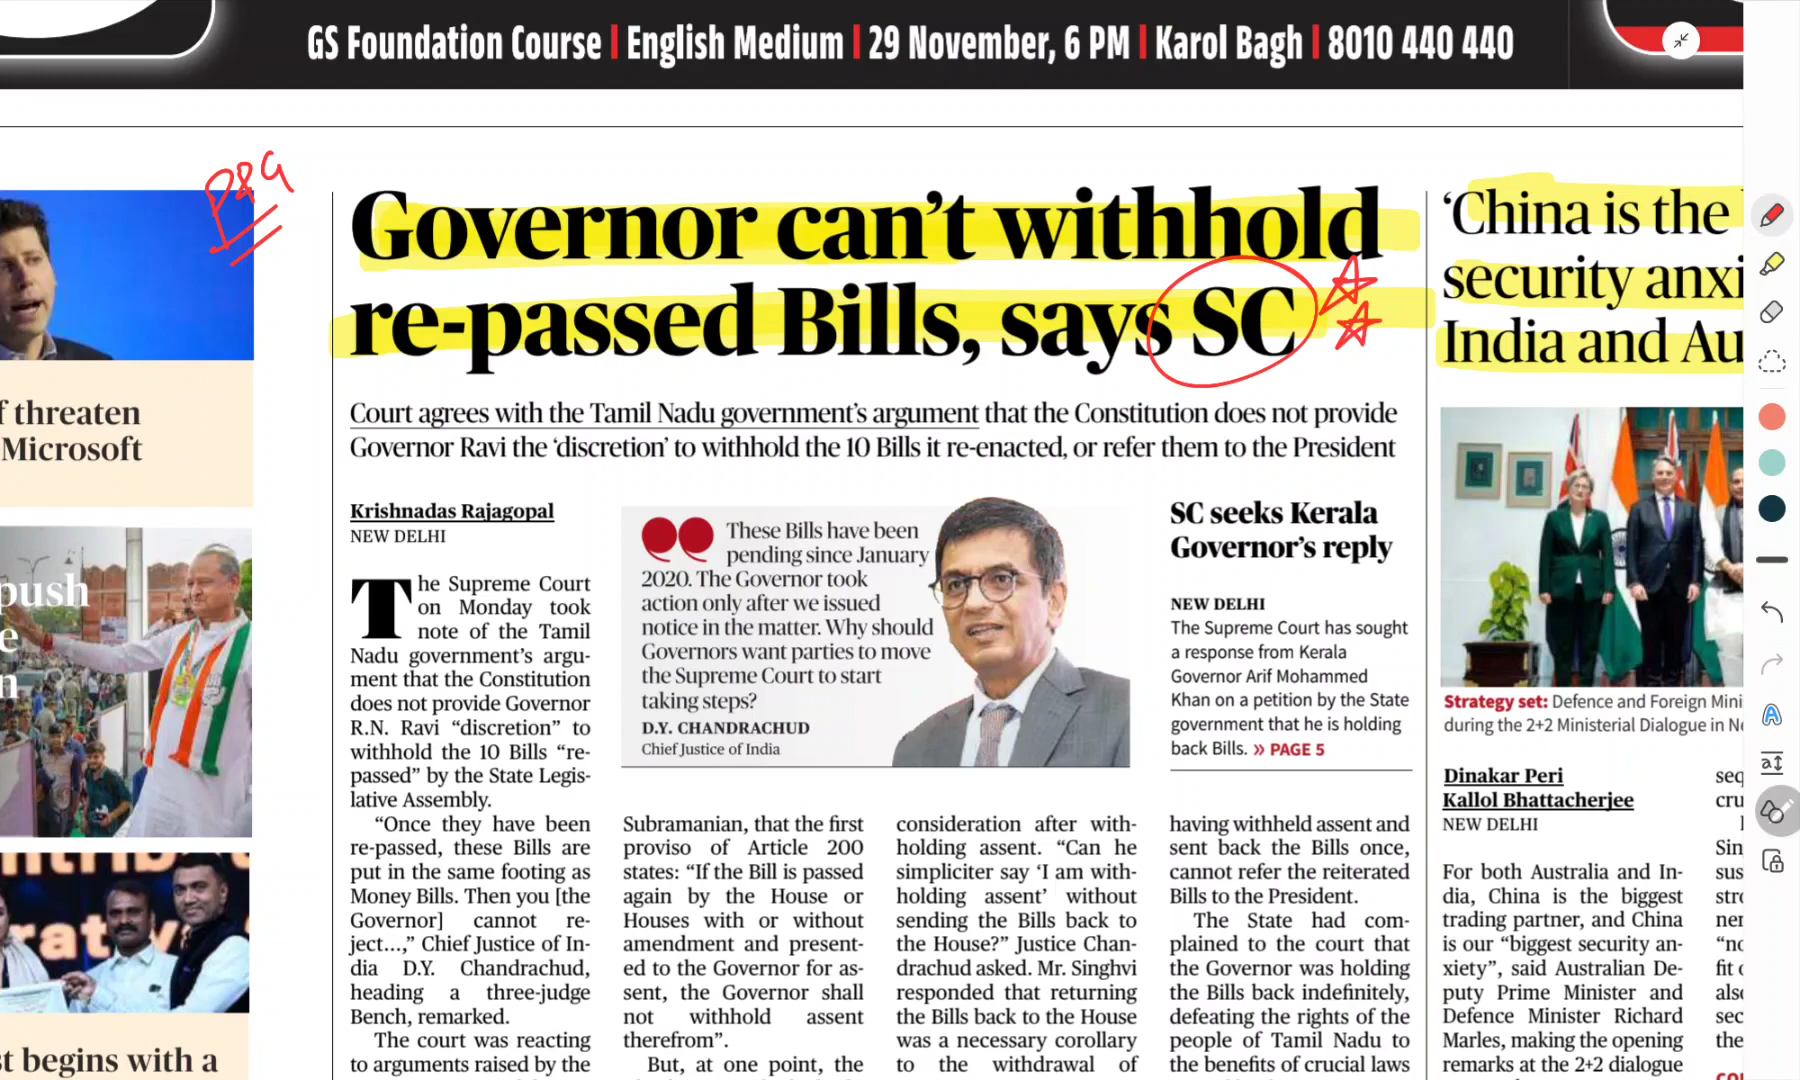 GS Foundation Course | English Medium | 29 November, 6 PM | Karol Bagh | 8010 440 440
P&G
f threaten
Microsoft
push
e
n
st begins with a
Governor can’t withhold
re-passed Bills, says SC
Court agrees with the Tamil Nadu government’s argument that the Constitution does not provide
Governor Ravi the ‘discretion’ to withhold the 10 Bills it re-enacted, or refer them to the President
Krishnadas Rajagopal
NEW DELHI
The Supreme Court
on Monday took
note of the Tamil
Nadu government’s argu-
ment that the Constitution
does not provide Governor
R.N. Ravi “discretion” to
withhold the 10 Bills “re-
passed” by the State Legis-
lative Assembly.
“Once they have been
re-passed, these Bills are
put in the same footing as
Money Bills. Then you [the
Governor] cannot re-
ject...,” Chief Justice of In-
dia D.Y. Chandrachud,
heading a three-judge
Bench, remarked.
The court was reacting
to arguments raised by the
These Bills have been
pending since January
2020. The Governor took
action only after we issued
notice in the matter. Why should
Governors want parties to move
the Supreme Court to start
taking steps?
D.Y. CHANDRACHUD
Chief Justice of India
Subramanian, that the first
proviso of Article 200
states: “If the Bill is passed
again by the House or
Houses with or without
amendment and present-
ed to the Governor for as-
sent, the Governor shall
not withhold assent
therefrom”.
But, at one point, the
consideration after with-
holding assent. “Can he
simpliciter say ‘I am with-
holding assent’ without
sending the Bills back to
the House?” Justice Chan-
drachud asked. Mr. Singhvi
responded that returning
the Bills back to the House
was a necessary corollary
to the withdrawal of
SC seeks Kerala
Governor’s reply
NEW DELHI
The Supreme Court has sought
a response from Kerala
Governor Arif Mohammed
Khan on a petition by the State
government that he is holding
back Bills. » PAGE 5
having withheld assent and
sent back the Bills once,
cannot refer the reiterated
Bills to the President.
The State had com-
plained to the court that
the Governor was holding
the Bills back indefinitely,
defeating the rights of the
people of Tamil Nadu to
the benefits of crucial laws
‘China is the
security anxi
India and Au
Strategy set: Defence and Foreign Mini
during the 2+2 Ministerial Dialogue in Ne
Dinakar Peri
Kallol Bhattacherjee
NEW DELHI
For both Australia and In-
dia, China is the biggest
trading partner, and China
is our “biggest security an-
xiety”, said Australian De-
puty Prime Minister and
Defence Minister Richard
Marles, making the opening
remarks at the 2+2 dialogue
seq
cru
Sin
sus
stro
ner
“no
fit o
also
sec
the